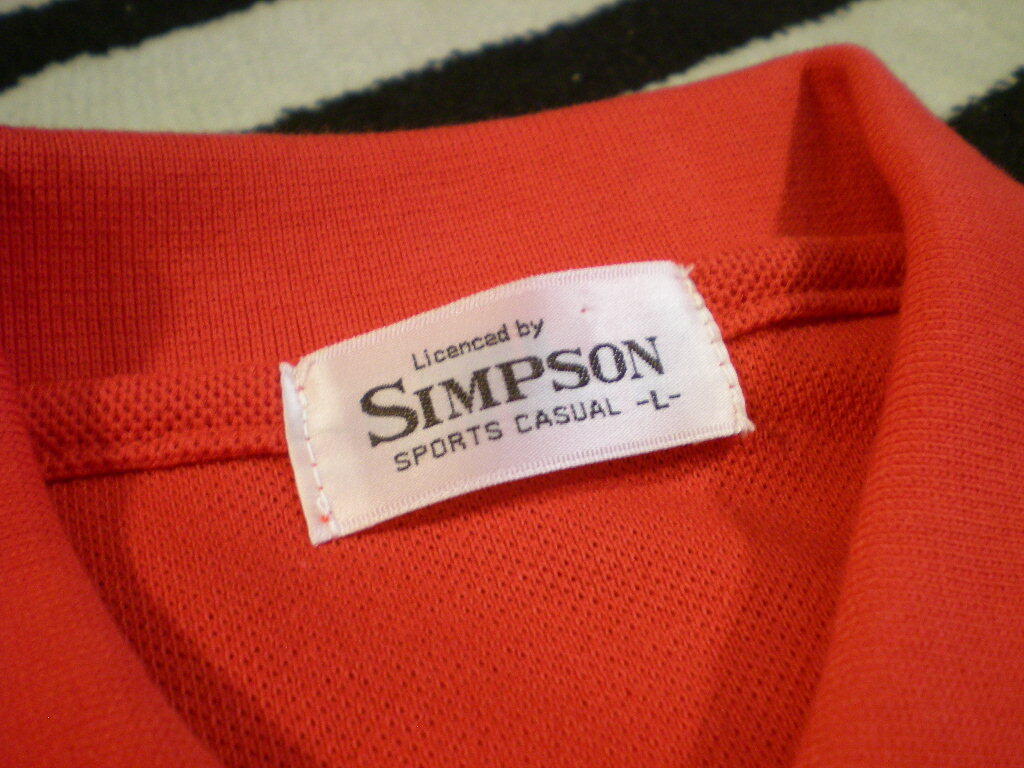 Licenced by
SIMPSON
SPORTS CASUAL -L-